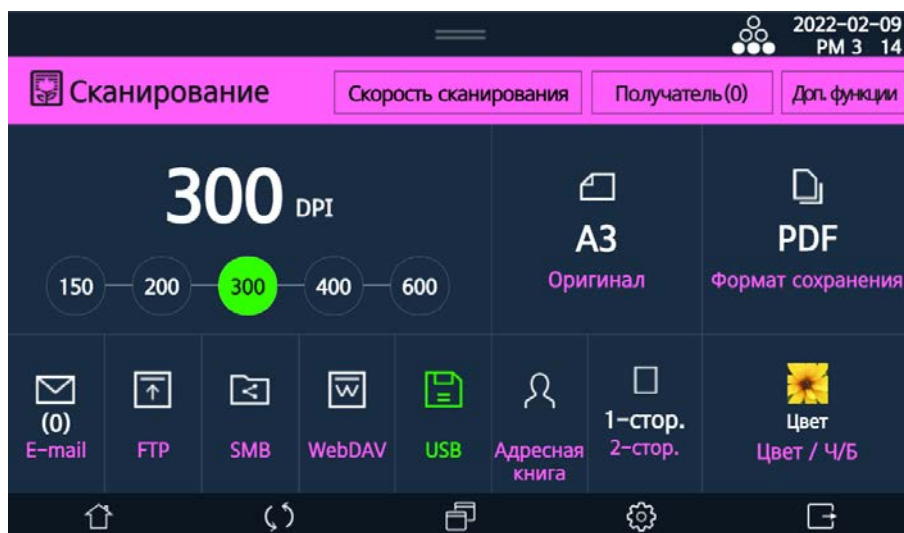 2022-02-09
PM 3 14
Сканирование
Скорость сканирования
Получатель(0)
Доп. функции
300 DPI
150
200
300
400
600
A3
Оригинал
PDF
Формат сохранения
(0)
E-mail
FTP
SMB
W
WebDAV
USB
Адресная
книга
1-стор.
2-стор.
Цвет
Цвет / Ч/Б